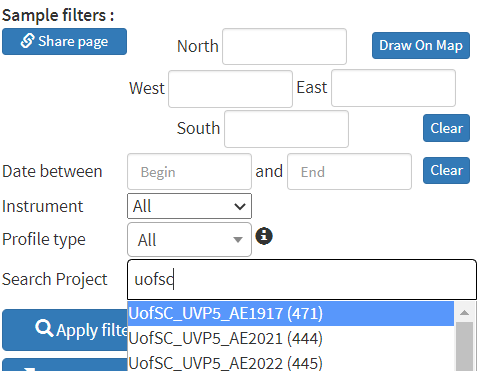 Sample filters :
Share page
North
Draw On Map
West
East
South
Clear
Date between Begin and End Clear
Instrument All
Profile type All
Search Project uofsc
UofSC_UVP5_AE1917 (471)
Apply filte
UofSC_UVP5_AE2021 (444)
UofSC_UVP5_AE2022 (445)